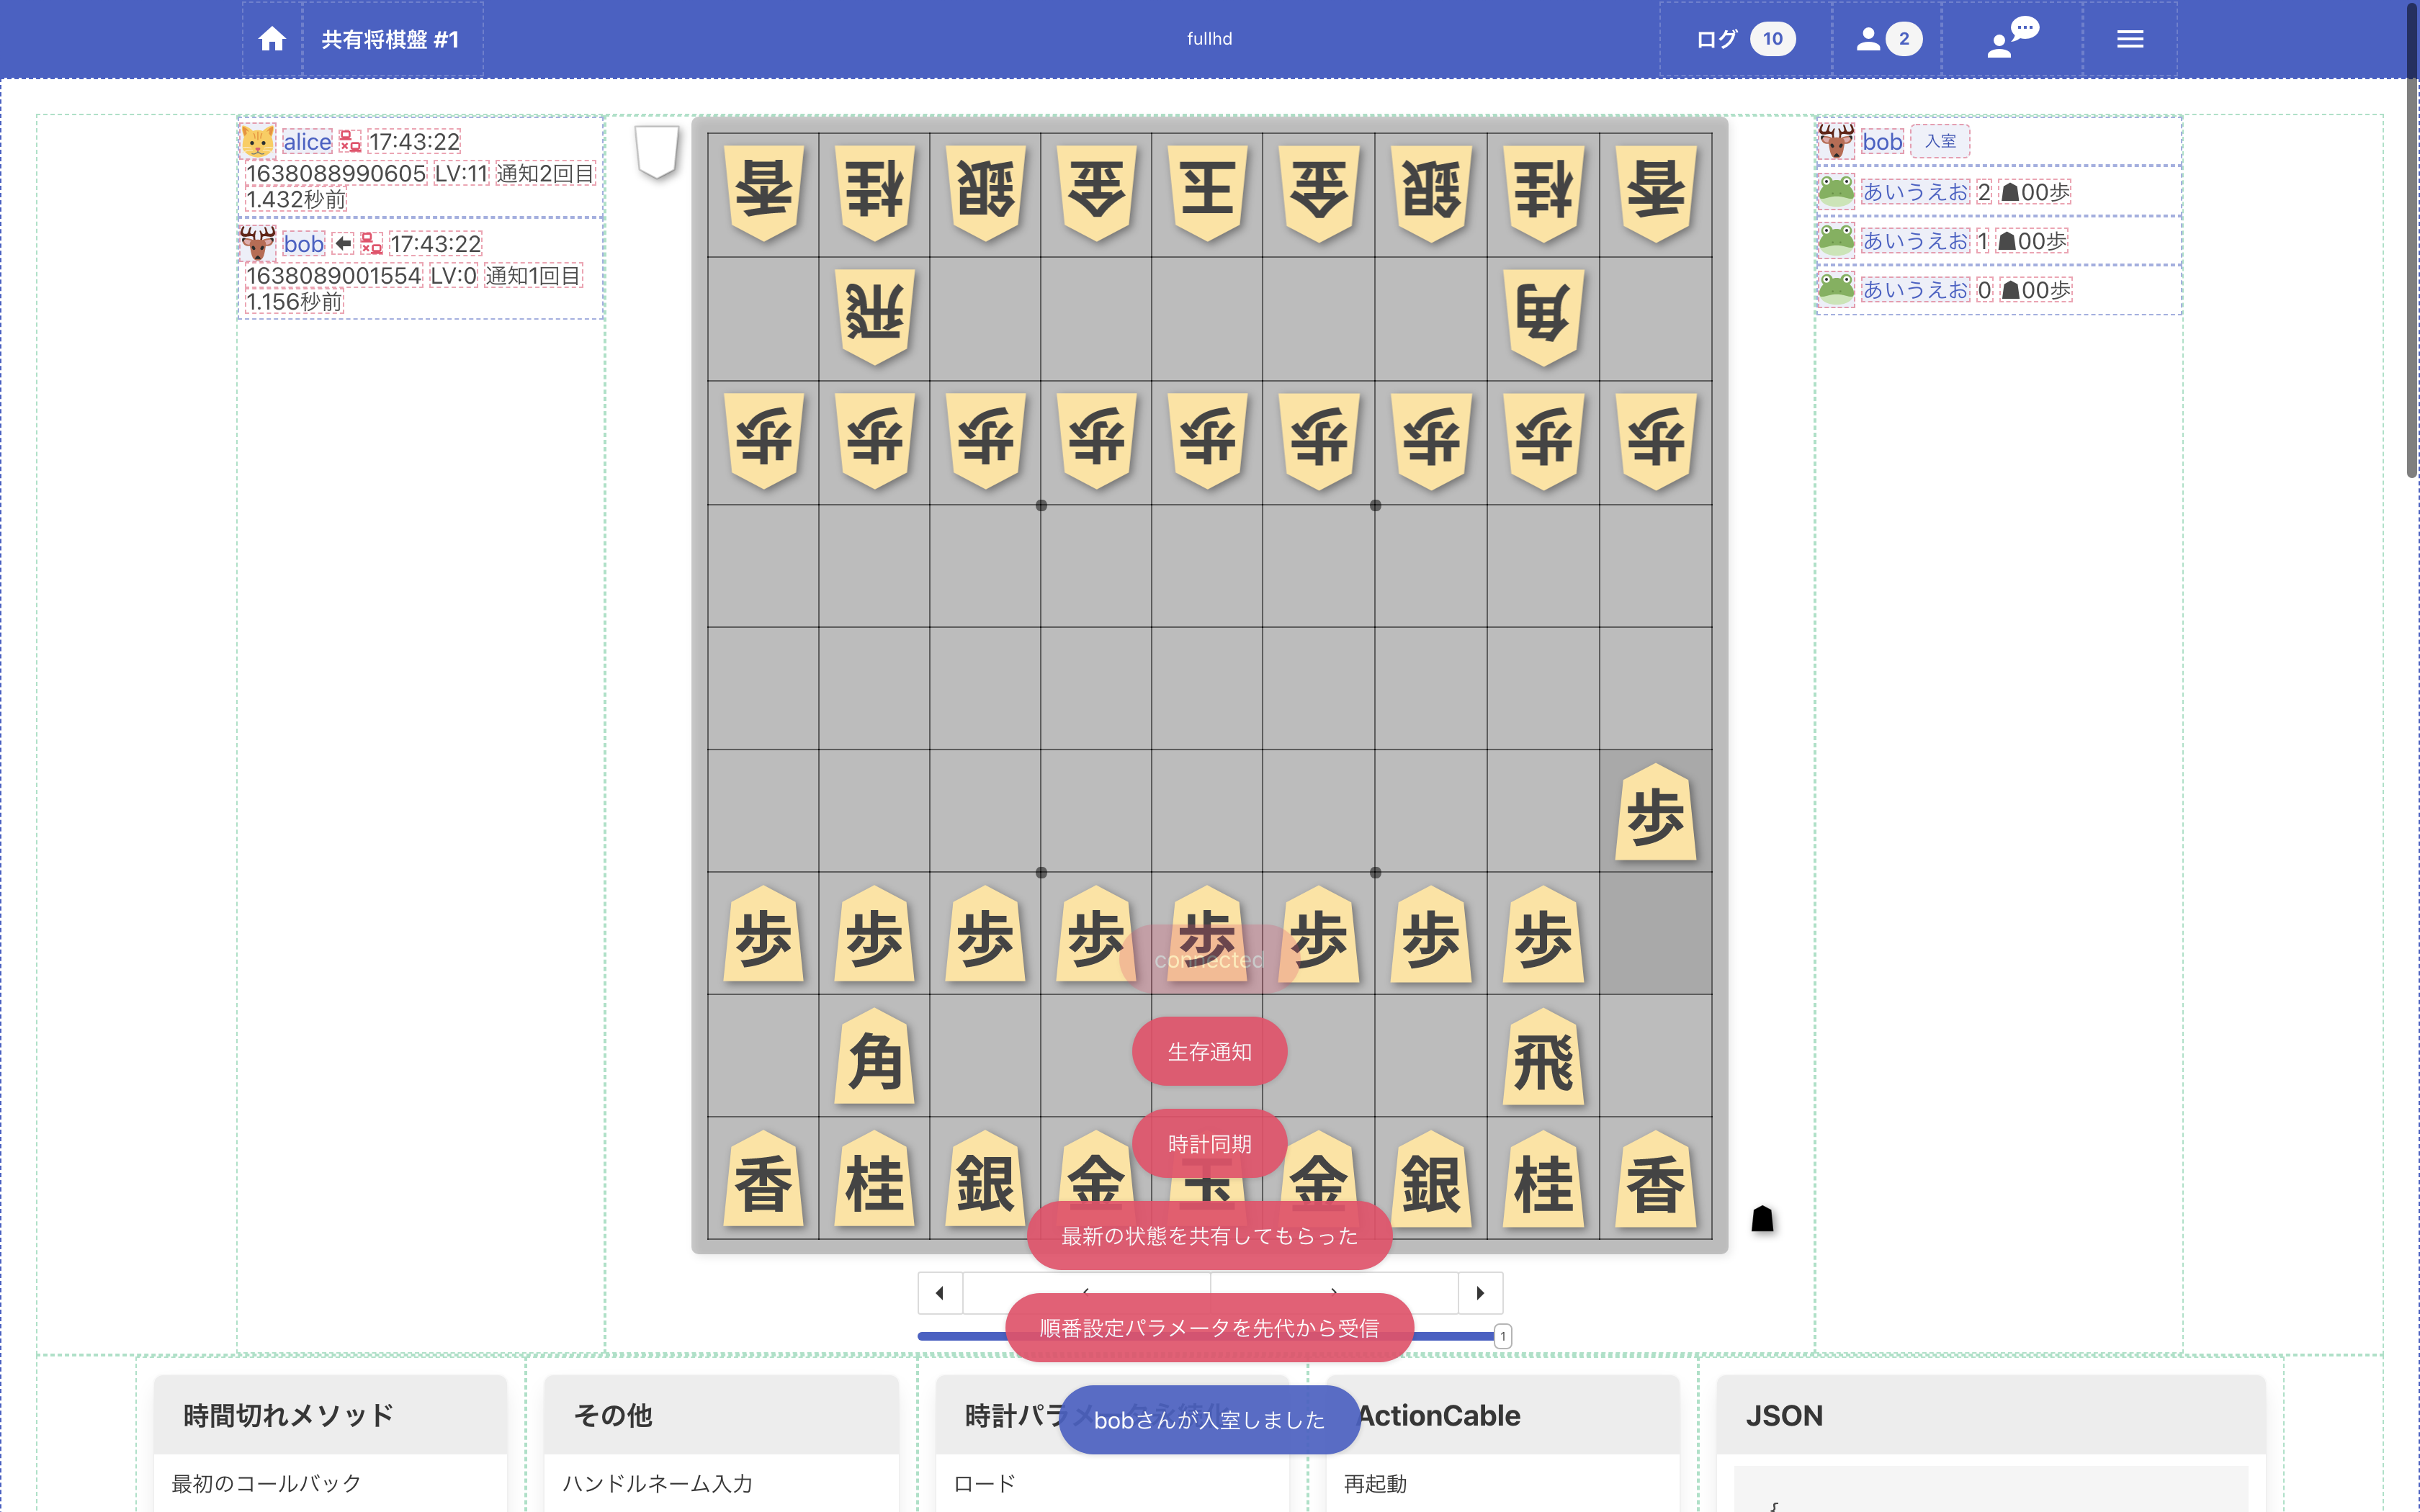 共有将棋盤 #1
fullhd
ログ 10
2
alice 17:43:22
1638088990605 LV:11 通知2回目
1.432秒前
bob 17:43:22
1638089001554 LV:0 通知1回目
1.156秒前
bob 入室
あいうえお 2 ☗00歩
あいうえお 1 ☗00歩
あいうえお 0 ☗00歩
香 桂 銀 金 玉 金 銀 桂 香
飛 角
歩 歩 歩 歩 歩 歩 歩 歩 歩
歩
歩 歩 歩 歩 歩 歩 歩 歩
connected
角 飛
生存通知
時計同期
香 桂 銀 金 玉 金 銀 桂 香
最新の状態を共有してもらった
順番設定パラメータを先代から受信
1
bobさんが入室しました
時間切れメソッド
最初のコールバック
その他
ハンドルネーム入力
時計パラメ
ロード
ActionCable
再起動
JSON
{